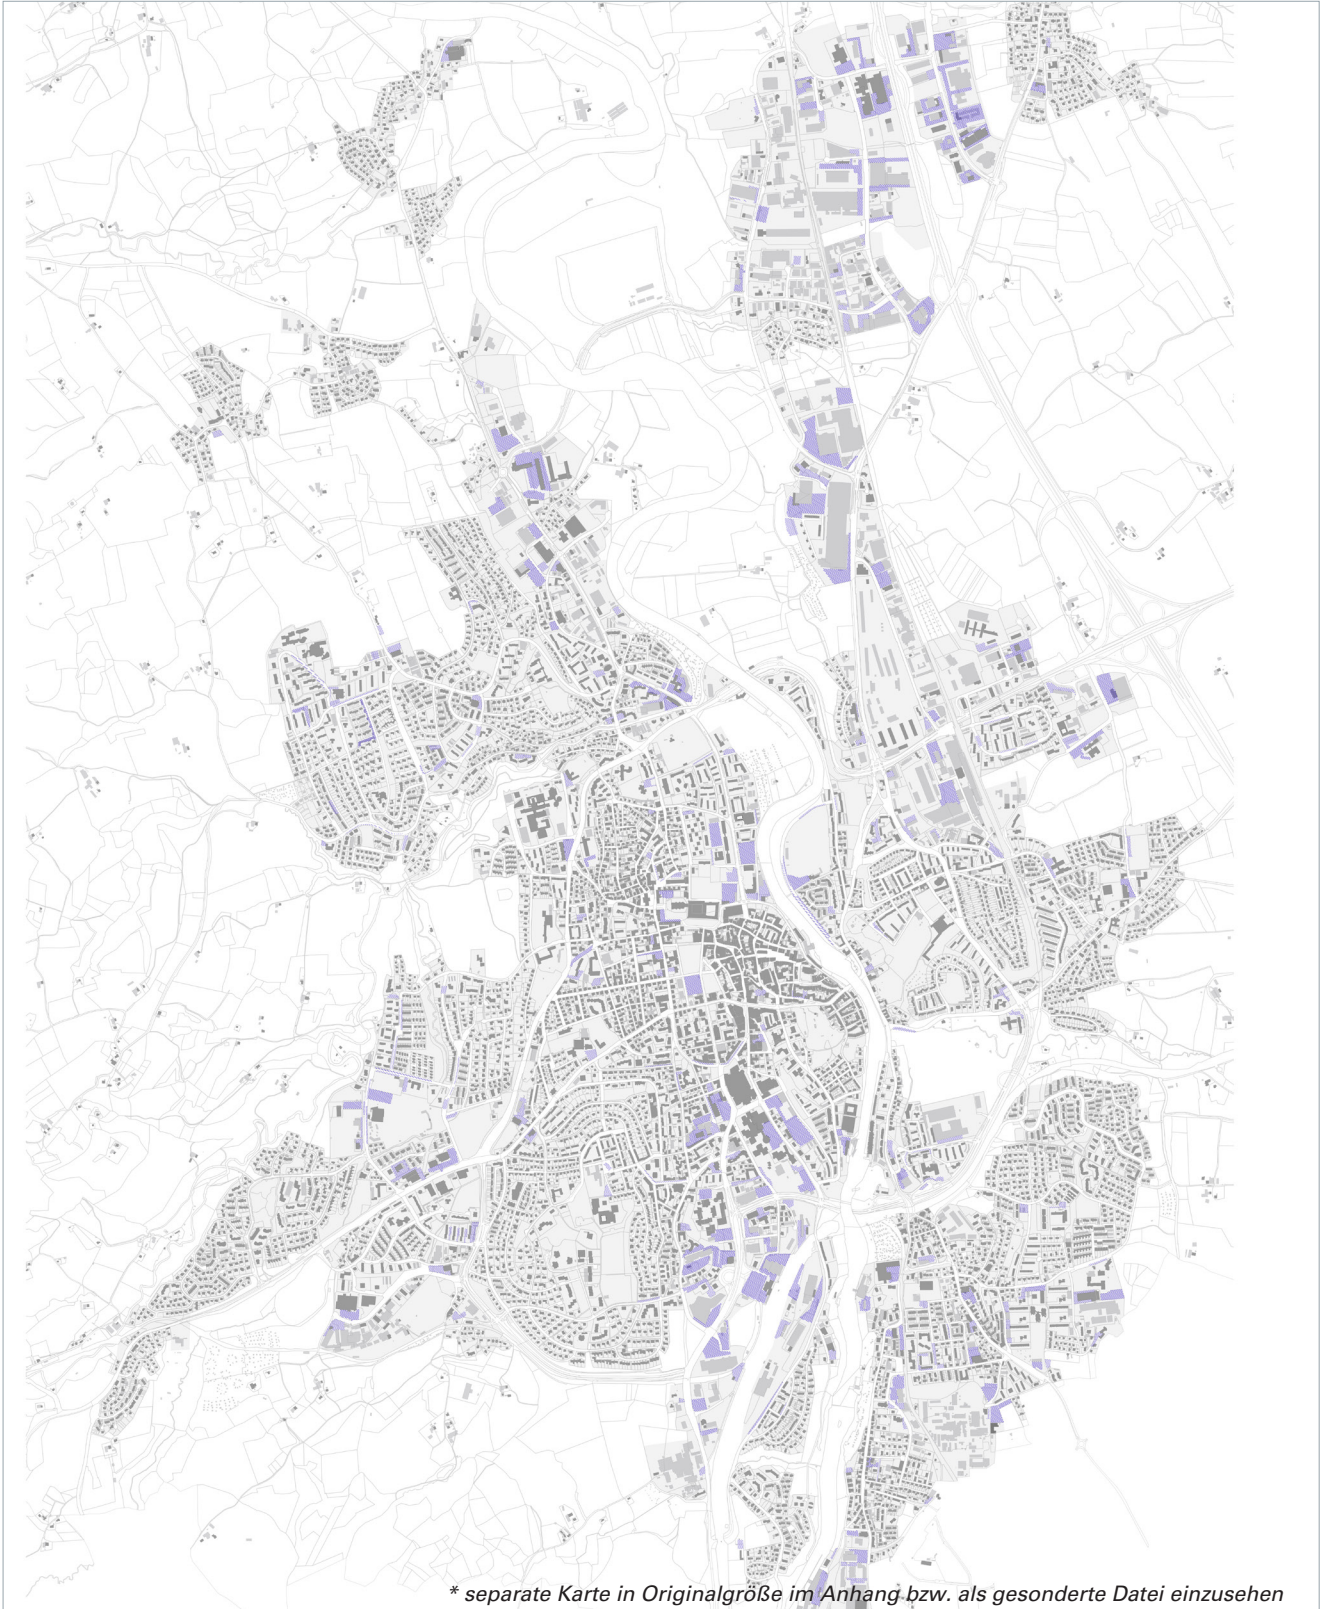 * separate Karte in Originalgröße im Anhang bzw. als gesonderte Datei einzusehen